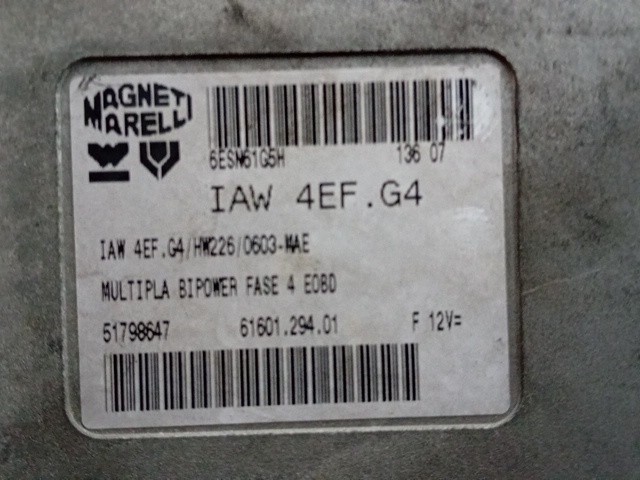 MAGNETI
MARELLI
6ESN61G5H 136 07
IAW 4EF.G4
IAW 4EF.G4/HW226/0603-MAE
MULTIPLA BIPOWER FASE 4 EOBD
51798647 61601.294.01 F 12V=